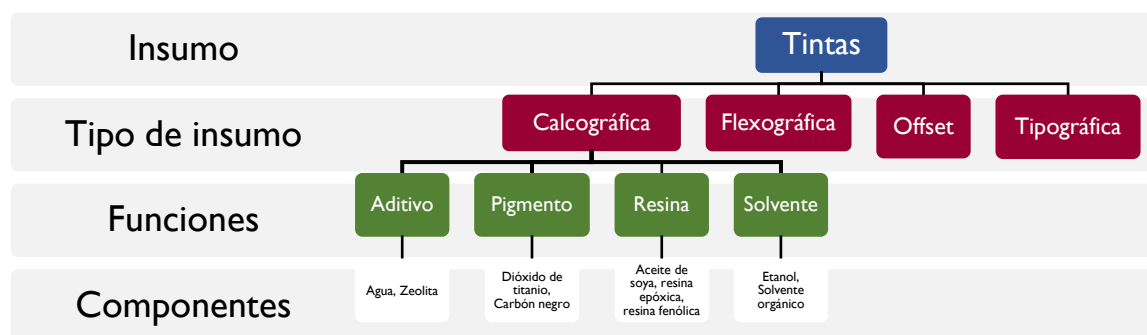 Insumo
Tintas
Tipo de insumo
Calcográfica
Flexográfica
Offset
Tipográfica
Funciones
Aditivo
Pigmento
Resina
Solvente
Componentes
Agua, Zeolita
Dióxido de
titanio,
Carbón negro
Aceite de
soya, resina
epóxica,
resina fenólica
Etanol,
Solvente
orgánico